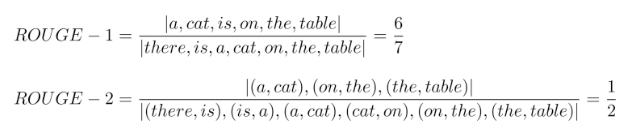 ROUGE − 1 = |a, cat, is, on, the, table| / |there, is, a, cat, on, the, table| = 6/7
ROUGE − 2 = |(a, cat), (on, the), (the, table)| / |(there, is), (is, a), (a, cat), (cat, on), (on, the), (the, table)| = 1/2